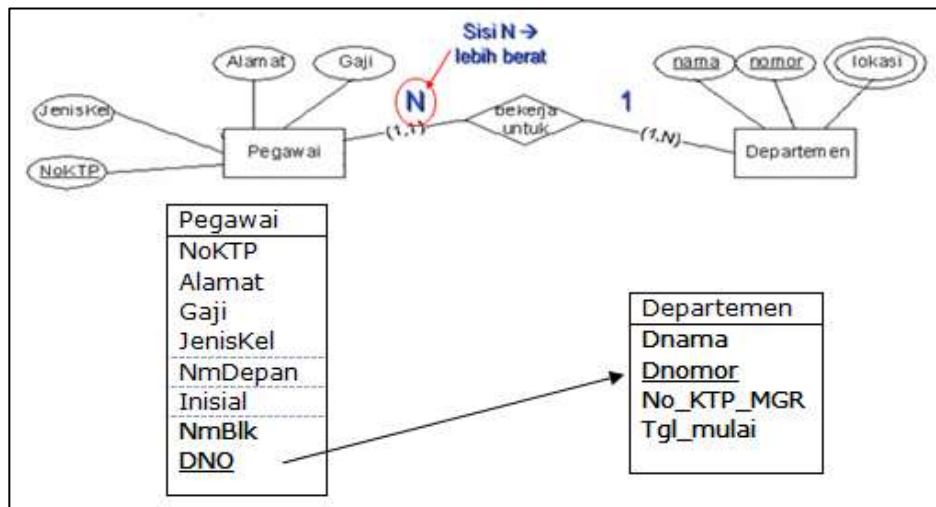 Sisi N →
lebih berat
Alamat
Gaji
nama
nomor
lokasi
JenisKel
N
1
bekerja
untuk
(1,1)
(1,N)
Pegawai
Departemen
NoKTP
Pegawai
NoKTP
Alamat
Gaji
JenisKel
NmDepan
Inisial
NmBlk
DNO
Departemen
Dnama
Dnomor
No_KTP_MGR
Tgl_mulai